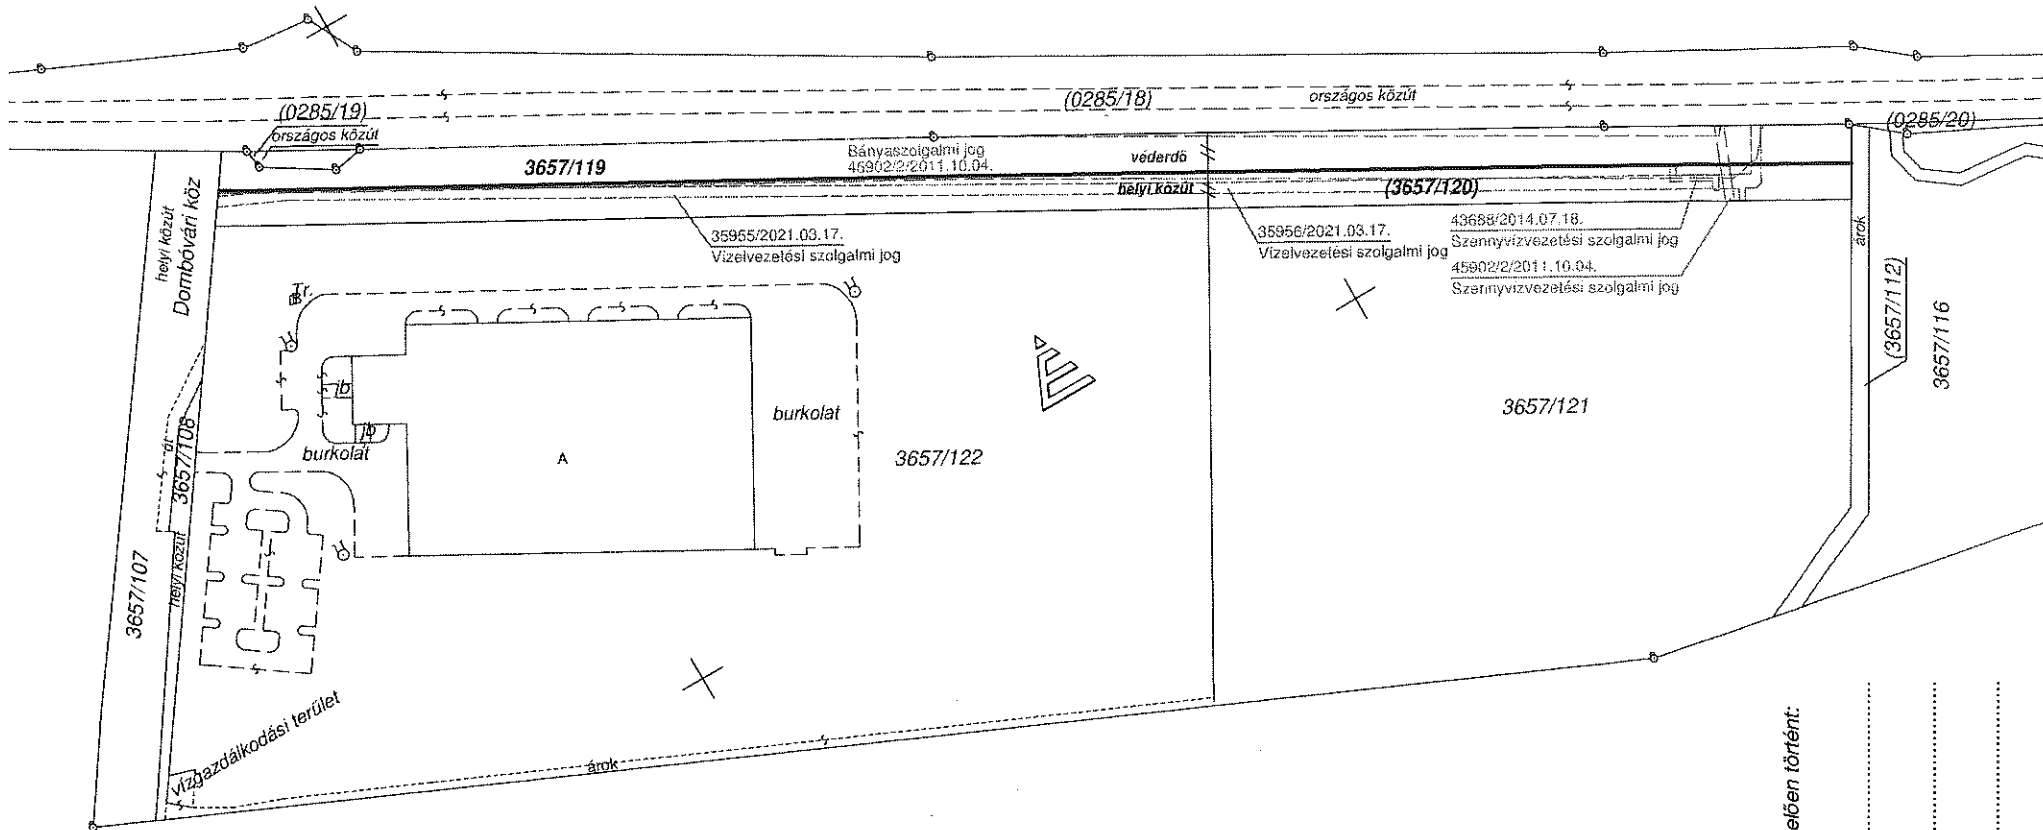 (0285/19)
országos közút
(0285/18)
országos közút
(0285/20)
3657/119
Bányaszolgalmi jog
45902/2/2011.10.04.
véderdő
helyi közút
(3657/120)
35955/2021.03.17.
Vízelvezetési szolgalmi jog
35956/2021.03.17.
Vízelvezetési szolgalmi jog
43688/2014.07.18.
Szennyvízvezetési szolgalmi jog
45902/2/2011.10.04.
Szennyvízvezetési szolgalmi jog
helyi közút
Dombóvári köz
árok
(3657/112)
3657/116
Tr.
jb
jb
burkolat
burkolat
A
3657/122
3657/121
út
3657/108
helyi közút
3657/107
vízgazdálkodási terület
árok
elően történt: